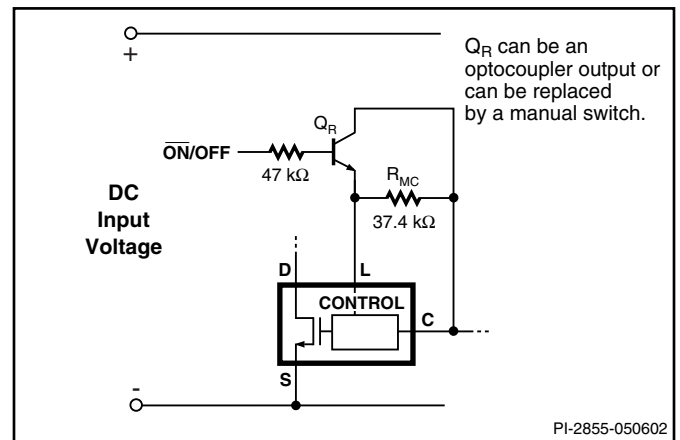 +
Q_R can be an
optocoupler output or
can be replaced
by a manual switch.
Q_R
ON/OFF
47 kΩ
R_MC
37.4 kΩ
DC
Input
Voltage
D
L
CONTROL
C
S
-
PI-2855-050602